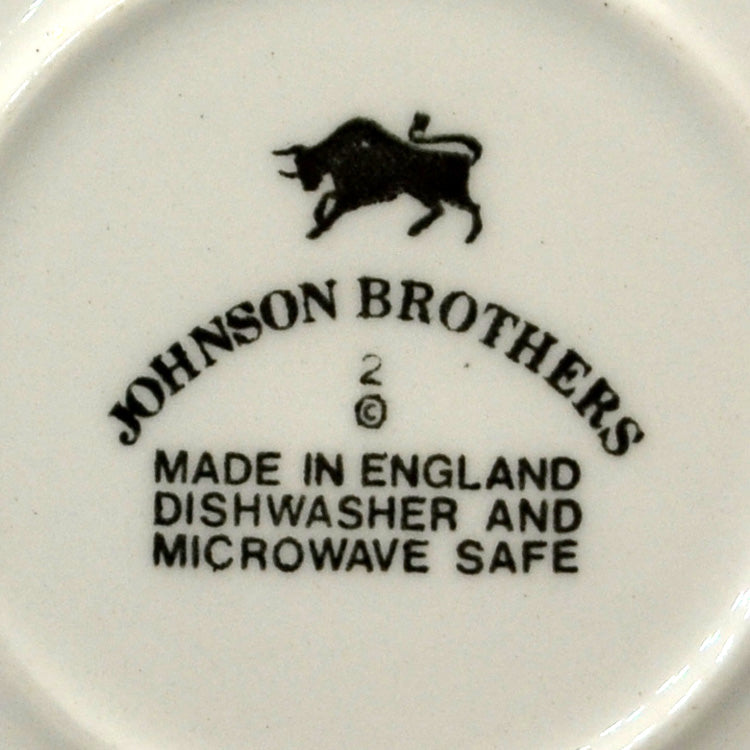 JOHNSON BROTHERS
2
©
MADE IN ENGLAND
DISHWASHER AND
MICROWAVE SAFE